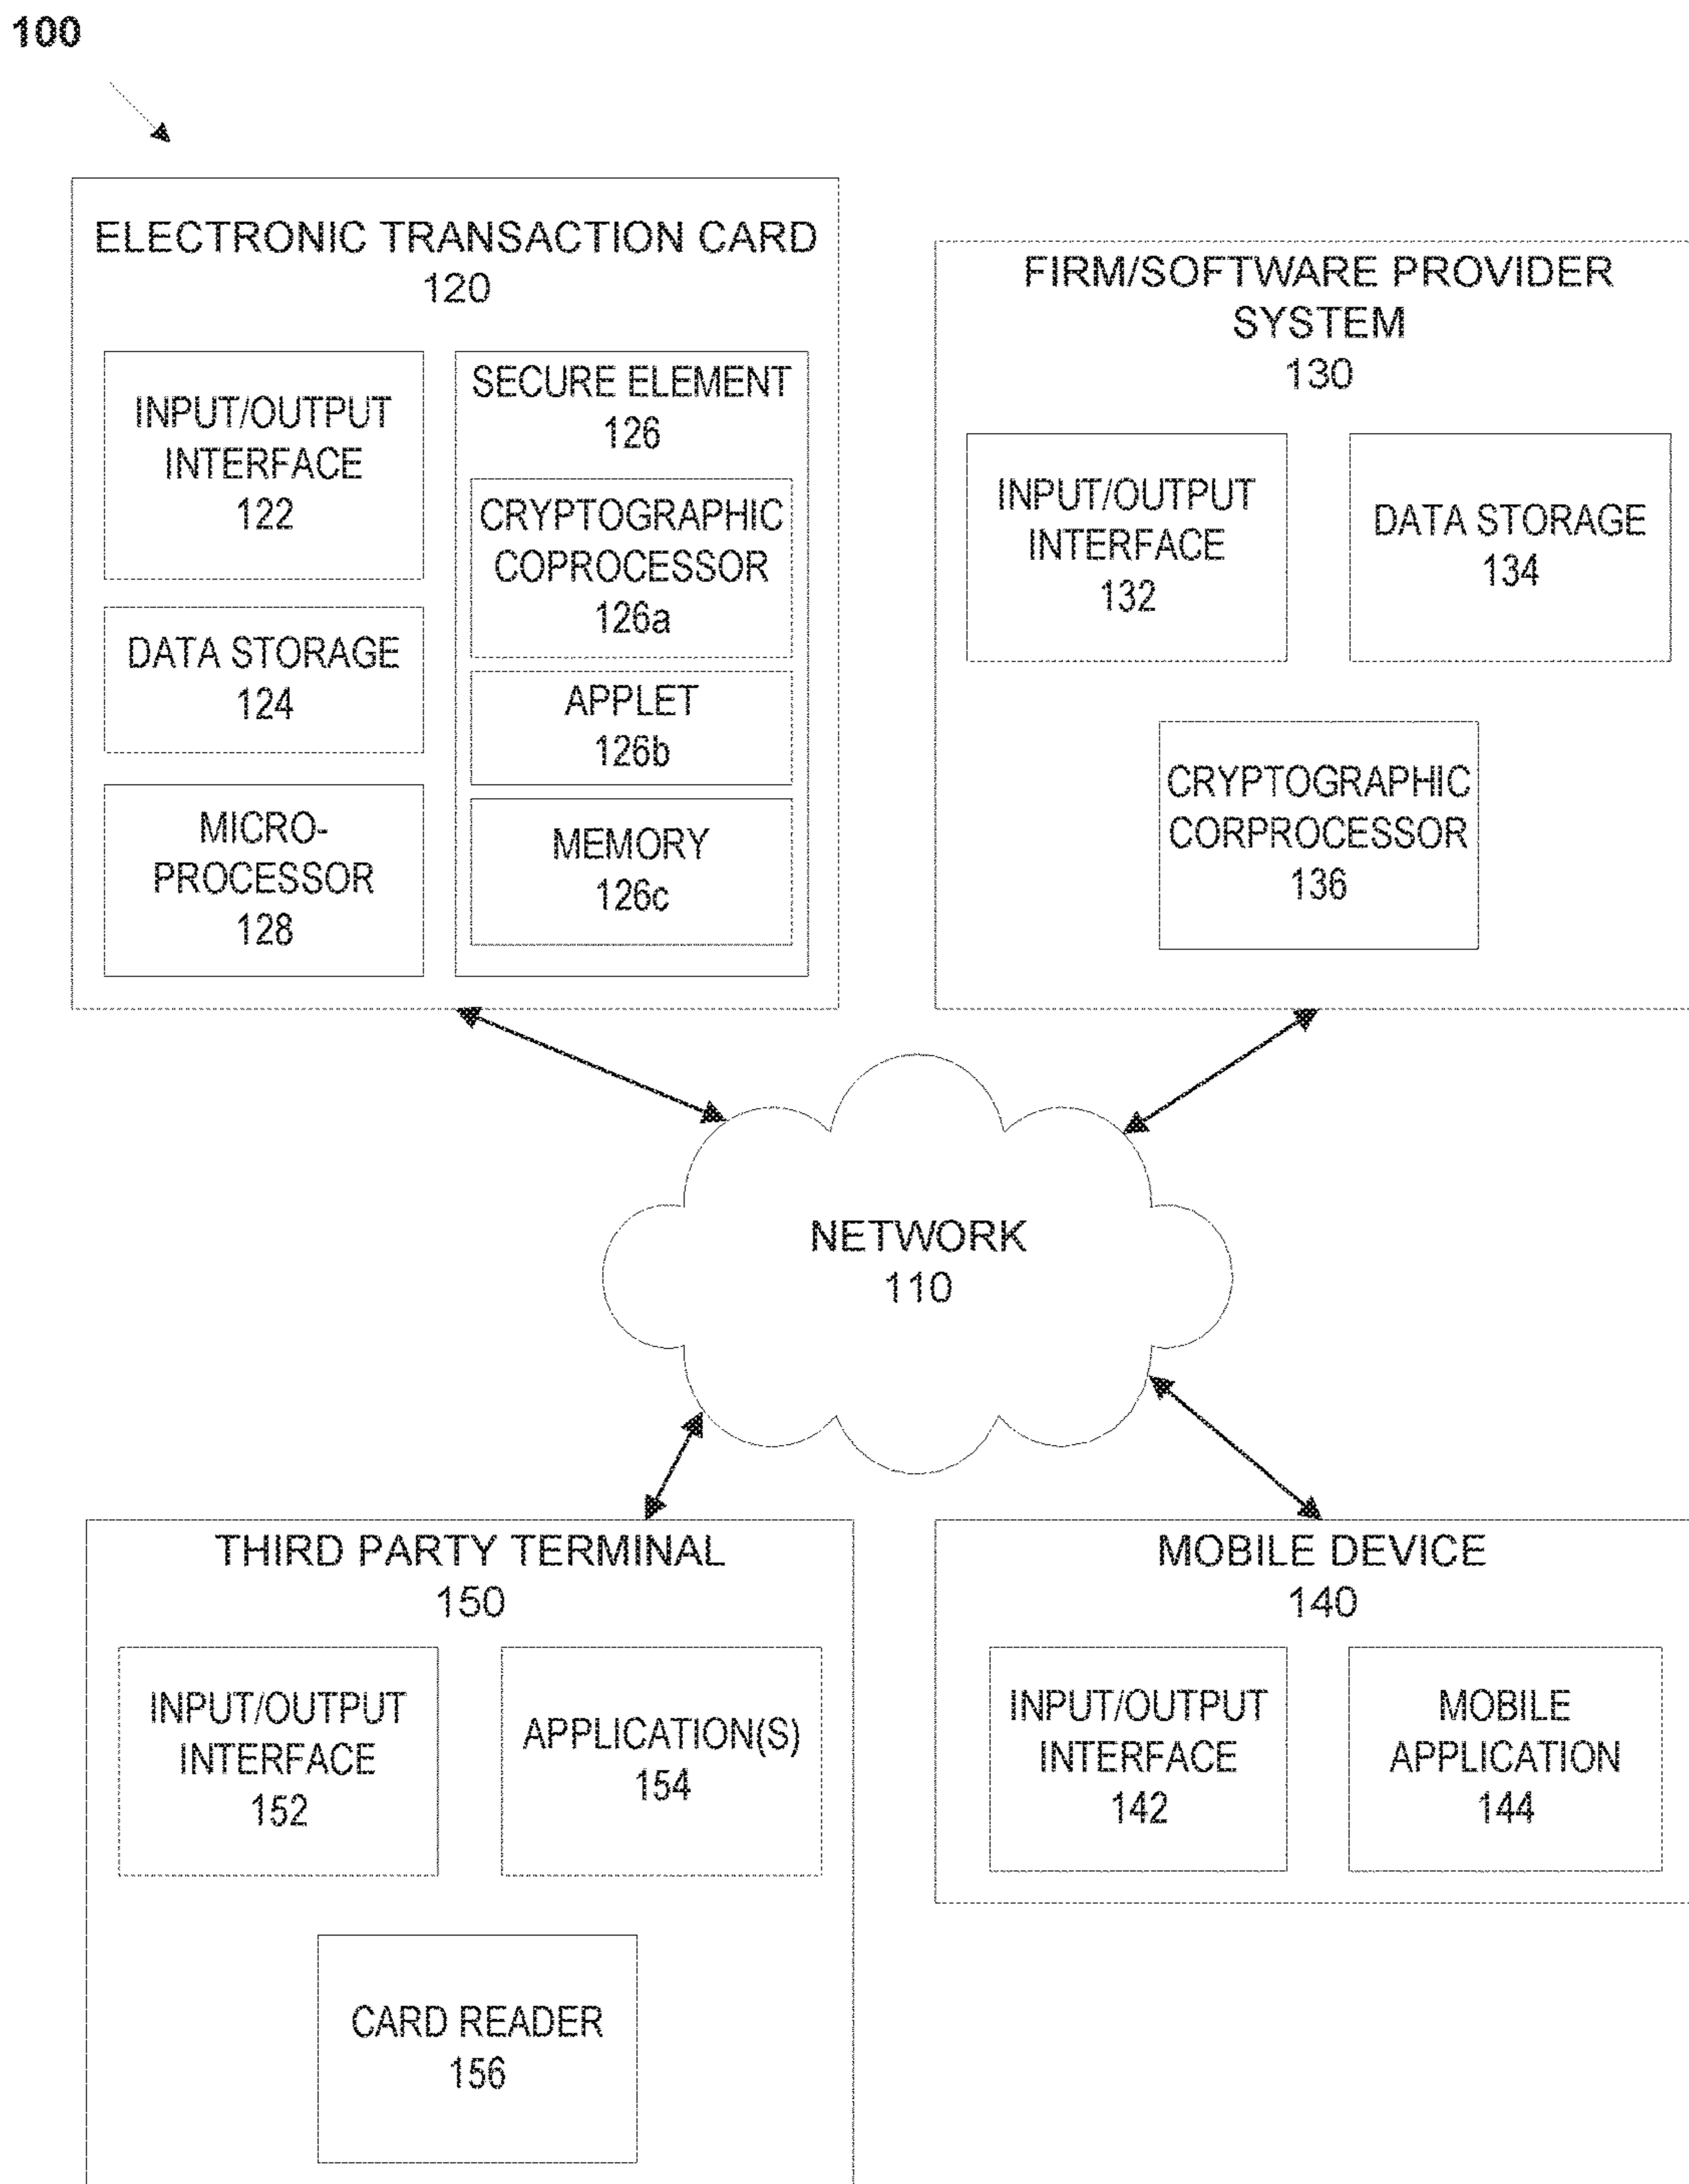 100
ELECTRONIC TRANSACTION CARD
120
INPUT/OUTPUT
INTERFACE
122
DATA STORAGE
124
MICRO-
PROCESSOR
128
SECURE ELEMENT
126
CRYPTOGRAPHIC
COPROCESSOR
126a
APPLET
126b
MEMORY
126c
FIRM/SOFTWARE PROVIDER
SYSTEM
130
INPUT/OUTPUT
INTERFACE
132
DATA STORAGE
134
CRYPTOGRAPHIC
CORPROCESSOR
136
NETWORK
110
THIRD PARTY TERMINAL
150
INPUT/OUTPUT
INTERFACE
152
APPLICATION(S)
154
CARD READER
156
MOBILE DEVICE
140
INPUT/OUTPUT
INTERFACE
142
MOBILE
APPLICATION
144